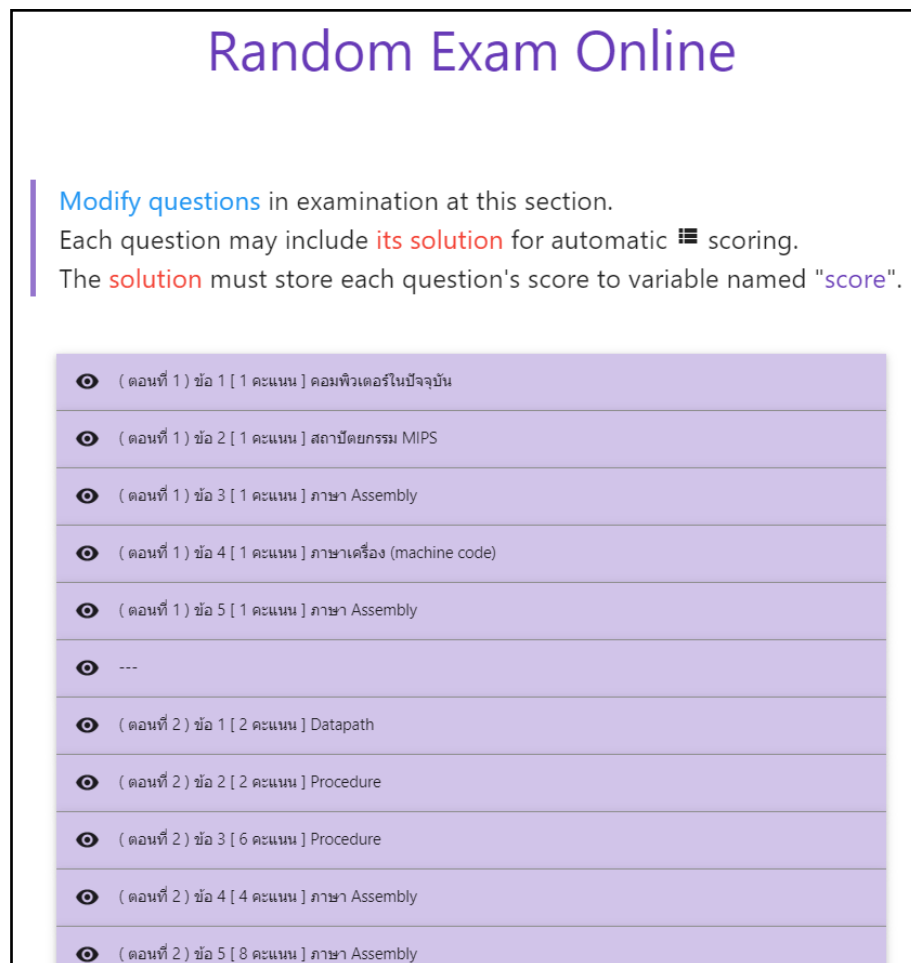 Random Exam Online
Modify questions in examination at this section.
Each question may include its solution for automatic scoring.
The solution must store each question's score to variable named "score".
( ตอนที่ 1 ) ข้อ 1 [ 1 คะแนน ] คอมพิวเตอร์ในปัจจุบัน
( ตอนที่ 1 ) ข้อ 2 [ 1 คะแนน ] สถาปัตยกรรม MIPS
( ตอนที่ 1 ) ข้อ 3 [ 1 คะแนน ] ภาษา Assembly
( ตอนที่ 1 ) ข้อ 4 [ 1 คะแนน ] ภาษาเครื่อง (machine code)
( ตอนที่ 1 ) ข้อ 5 [ 1 คะแนน ] ภาษา Assembly
---
( ตอนที่ 2 ) ข้อ 1 [ 2 คะแนน ] Datapath
( ตอนที่ 2 ) ข้อ 2 [ 2 คะแนน ] Procedure
( ตอนที่ 2 ) ข้อ 3 [ 6 คะแนน ] Procedure
( ตอนที่ 2 ) ข้อ 4 [ 4 คะแนน ] ภาษา Assembly
( ตอนที่ 2 ) ข้อ 5 [ 8 คะแนน ] ภาษา Assembly